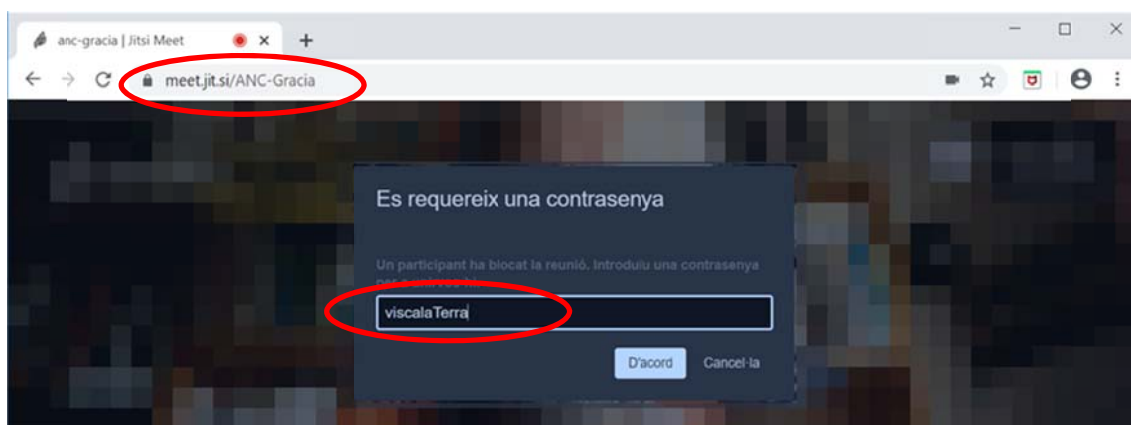 anc-gracia | Jitsi Meet
meet.jit.si/ANC-Gracia
Es requereix una contrasenya
Un participant ha blocat la reunió. Introduïu una contrasenya
per a
viscalaTerra
D'acord Cancel·la